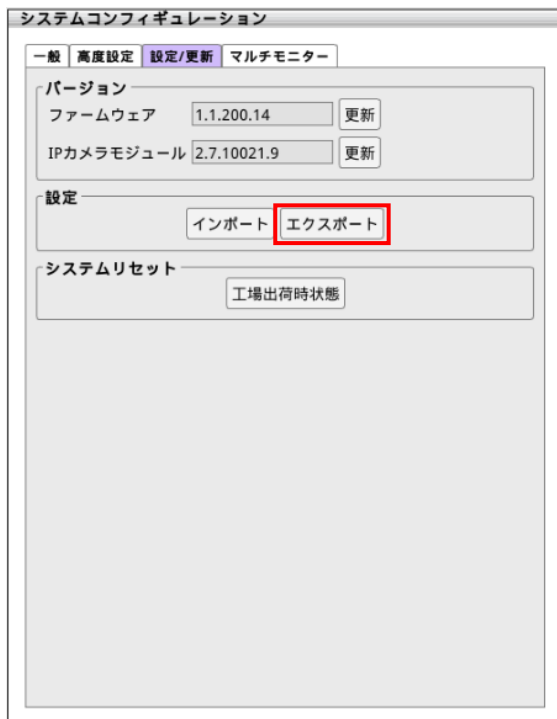 システムコンフィギュレーション
一般 高度設定 設定/更新 マルチモニター
バージョン
ファームウェア 1.1.200.14 更新
IPカメラモジュール 2.7.10021.9 更新
設定
インポート エクスポート
システムリセット
工場出荷時状態